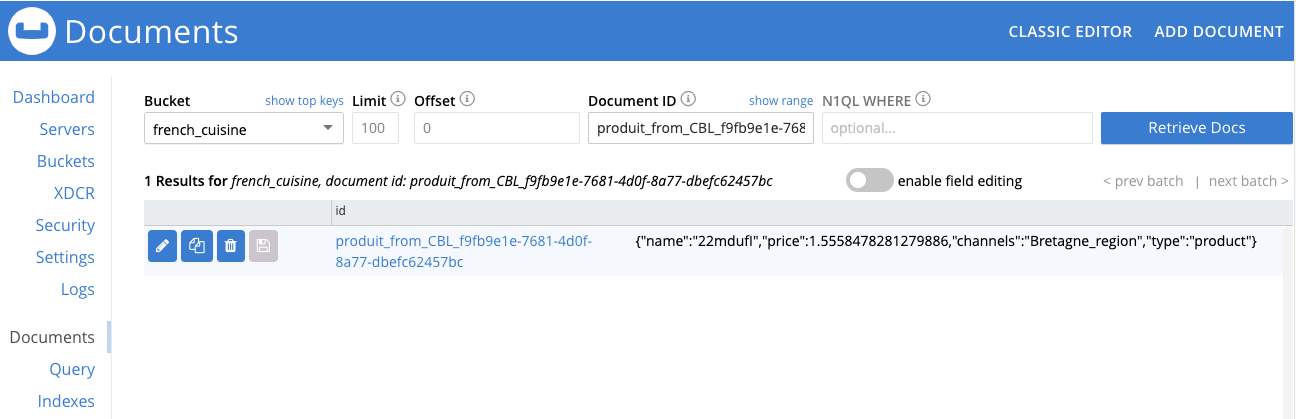 Documents
CLASSIC EDITOR ADD DOCUMENT
Dashboard
Servers
Buckets
XDCR
Security
Settings
Logs
Documents
Query
Indexes
Bucket show top keys Limit Offset Document ID show range N1QL WHERE
french_cuisine 100 0 produit_from_CBL_f9fb9e1e-768 optional... Retrieve Docs
1 Results for french_cuisine, document id: produit_from_CBL_f9fb9e1e-7681-4d0f-8a77-dbefc62457bc enable field editing < prev batch | next batch >
id
produit_from_CBL_f9fb9e1e-7681-4d0f-
8a77-dbefc62457bc
{"name":"22mdufI","price":1.5558478281279886,"channels":"Bretagne_region","type":"product"}